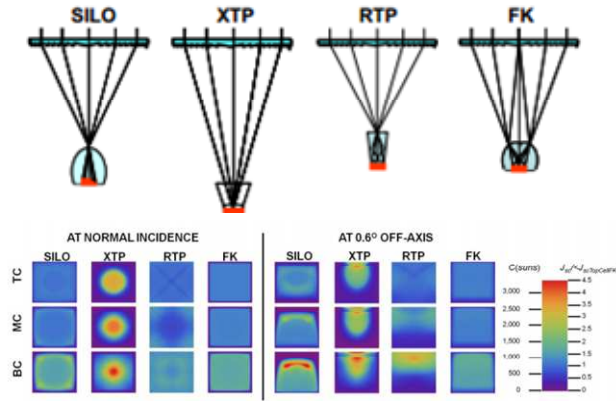 SILO XTP RTP FK
AT NORMAL INCIDENCE AT 0.6º OFF-AXIS
SILO XTP RTP FK SILO XTP RTP FK C(suns)
TC
MC
BC
4.5
3,000 4
3.5
2,500
3
2,000 2.5
1,500 2
1.5
1,000
1
500 0.5
0 0